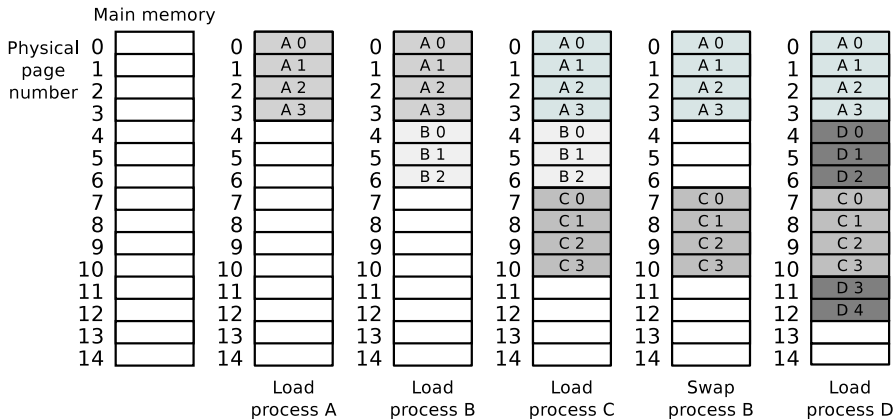 Main memory
Physical
page
number
0 0 A 0 0 A 0 0 A 0 0 A 0 0 A 0
1 1 A 1 1 A 1 1 A 1 1 A 1 1 A 1
2 2 A 2 2 A 2 2 A 2 2 A 2 2 A 2
3 3 A 3 3 A 3 3 A 3 3 A 3 3 A 3
4 4 4 B 0 4 B 0 4 4 D 0
5 5 5 B 1 5 B 1 5 5 D 1
6 6 6 B 2 6 B 2 6 6 D 2
7 7 7 7 C 0 7 C 0 7 C 0
8 8 8 8 C 1 8 C 1 8 C 1
9 9 9 9 C 2 9 C 2 9 C 2
10 10 10 10 C 3 10 C 3 10 C 3
11 11 11 11 11 11 D 3
12 12 12 12 12 12 D 4
13 13 13 13 13 13
14 14 14 14 14 14
Load
process A
Load
process B
Load
process C
Swap
process B
Load
process D